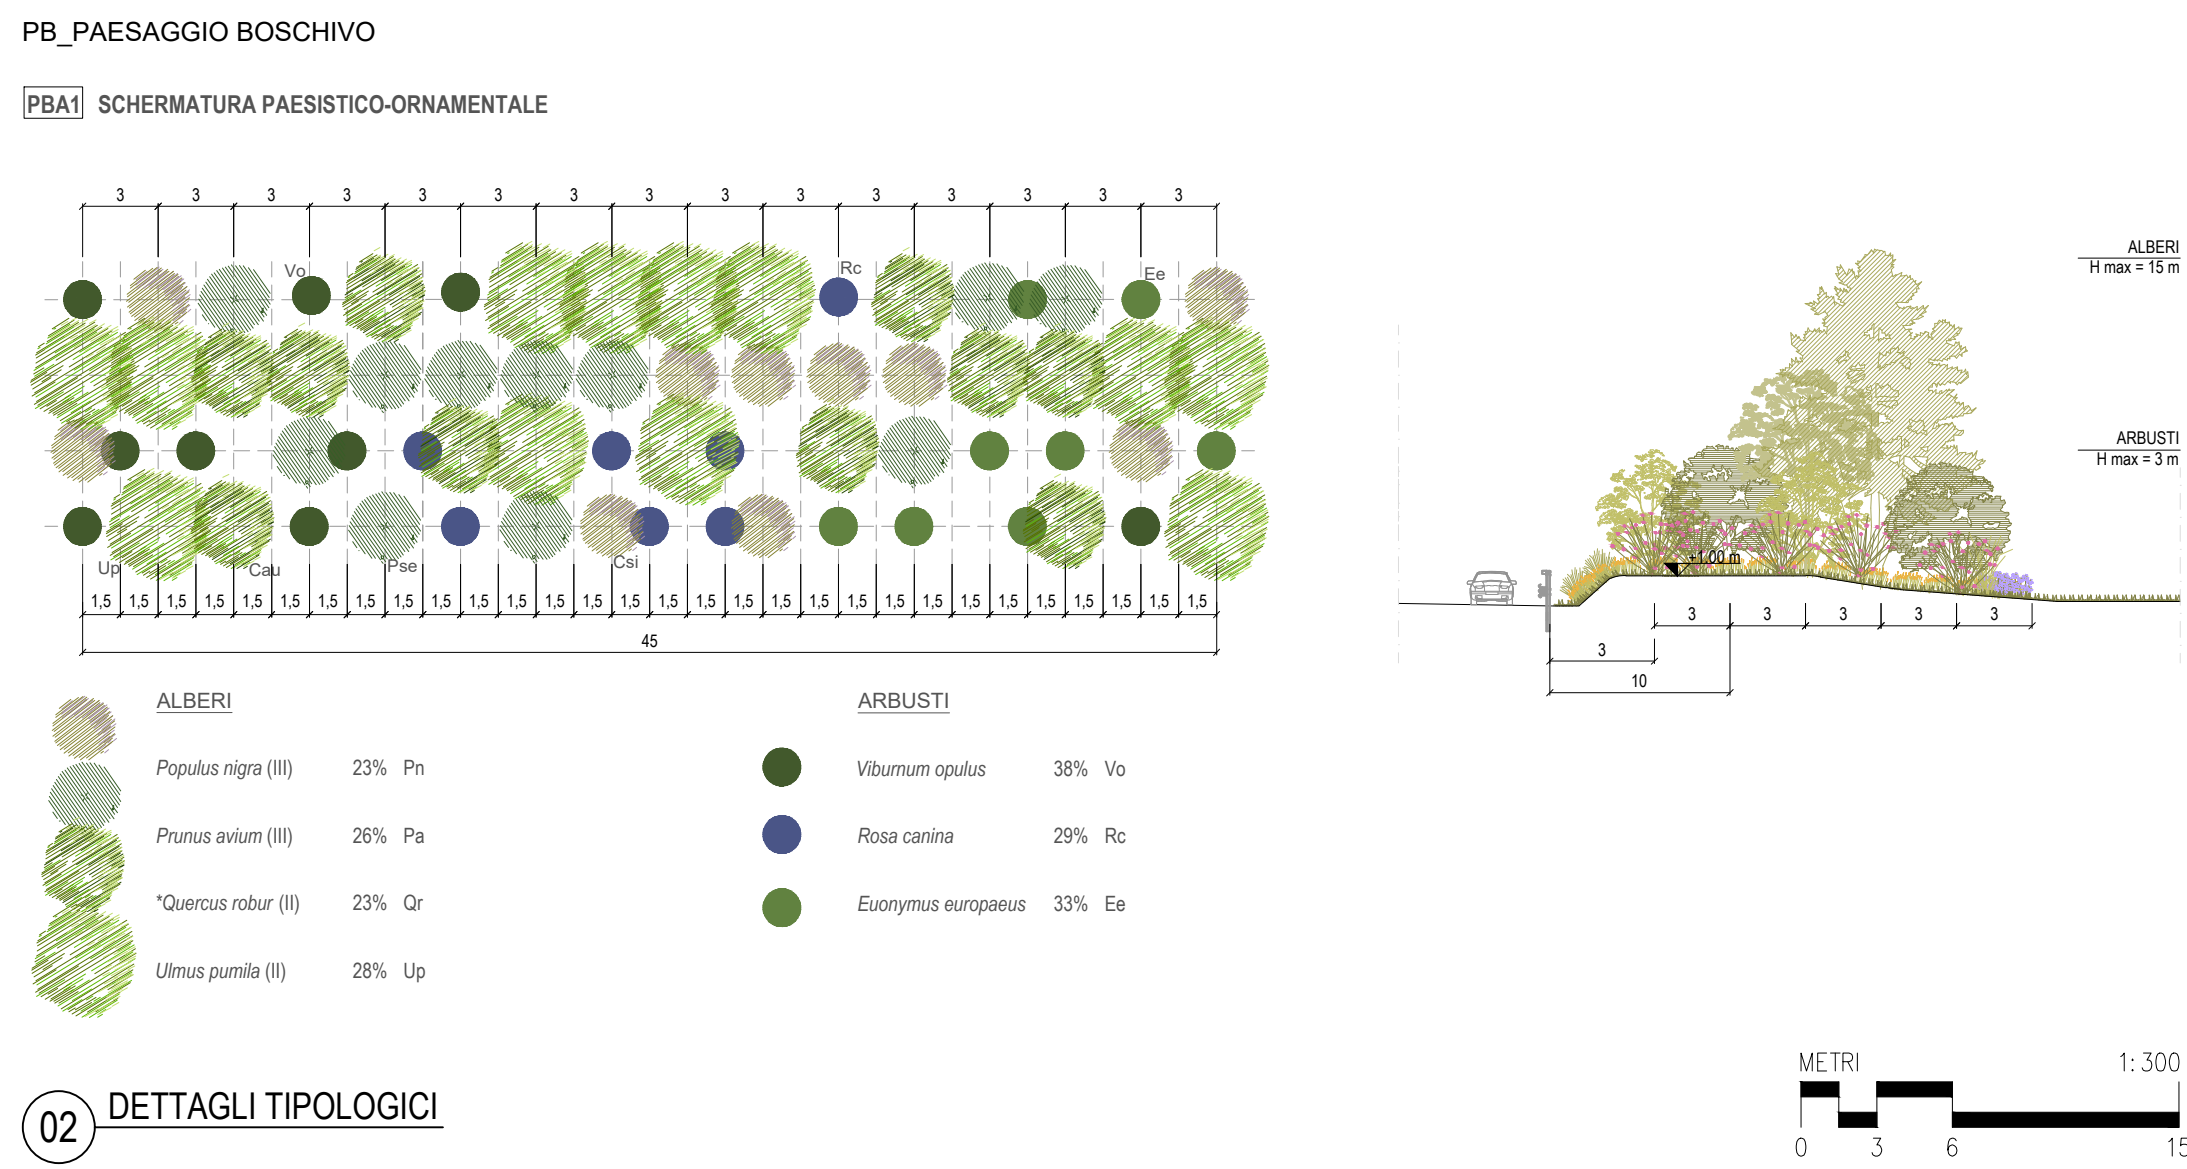 PB_PAESAGGIO BOSCHIVO
PBA1 SCHERMATURA PAESISTICO-ORNAMENTALE
3 3 3 3 3 3 3 3 3 3 3 3 3 3 3
Vo Rc Ee
Up Cau Pse Csi
1,5 1,5 1,5 1,5 1,5 1,5 1,5 1,5 1,5 1,5 1,5 1,5 1,5 1,5 1,5 1,5 1,5 1,5 1,5 1,5 1,5 1,5 1,5 1,5 1,5 1,5 1,5 1,5 1,5 1,5
45
ALBERI
H max = 15 m
ARBUSTI
H max = 3 m
+1.00 m
3 3 3 3 3
3
10
ALBERI
Populus nigra (III) 23% Pn
Prunus avium (III) 26% Pa
*Quercus robur (II) 23% Qr
Ulmus pumila (II) 28% Up
ARBUSTI
Viburnum opulus 38% Vo
Rosa canina 29% Rc
Euonymus europaeus 33% Ee
02 DETTAGLI TIPOLOGICI
METRI 1:300
0 3 6 15